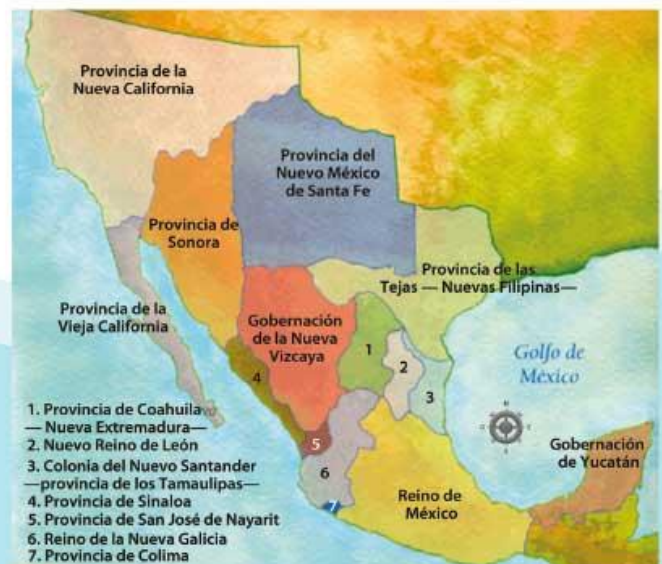 Provincia de la
Nueva California
Provincia del
Nuevo México
de Santa Fe
Provincia de
Sonora
Provincia de las
Tejas — Nuevas Filipinas—
Provincia de la
Vieja California
Gobernación
de la Nueva
Vizcaya
1
2
3
4
5
6
7
Golfo de
México
Gobernación
de Yucatán
Reino de
México
1. Provincia de Coahuila
— Nueva Extremadura—
2. Nuevo Reino de León
3. Colonia del Nuevo Santander
—provincia de los Tamaulipas—
4. Provincia de Sinaloa
5. Provincia de San José de Nayarit
6. Reino de la Nueva Galicia
7. Provincia de Colima